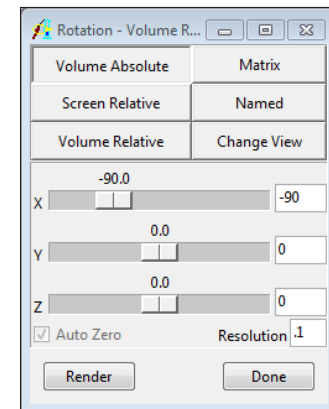 Rotation - Volume R...
Volume Absolute Matrix
Screen Relative Named
Volume Relative Change View
-90.0
X -90
0.0
Y 0
0.0
Z 0
Auto Zero Resolution .1
Render Done